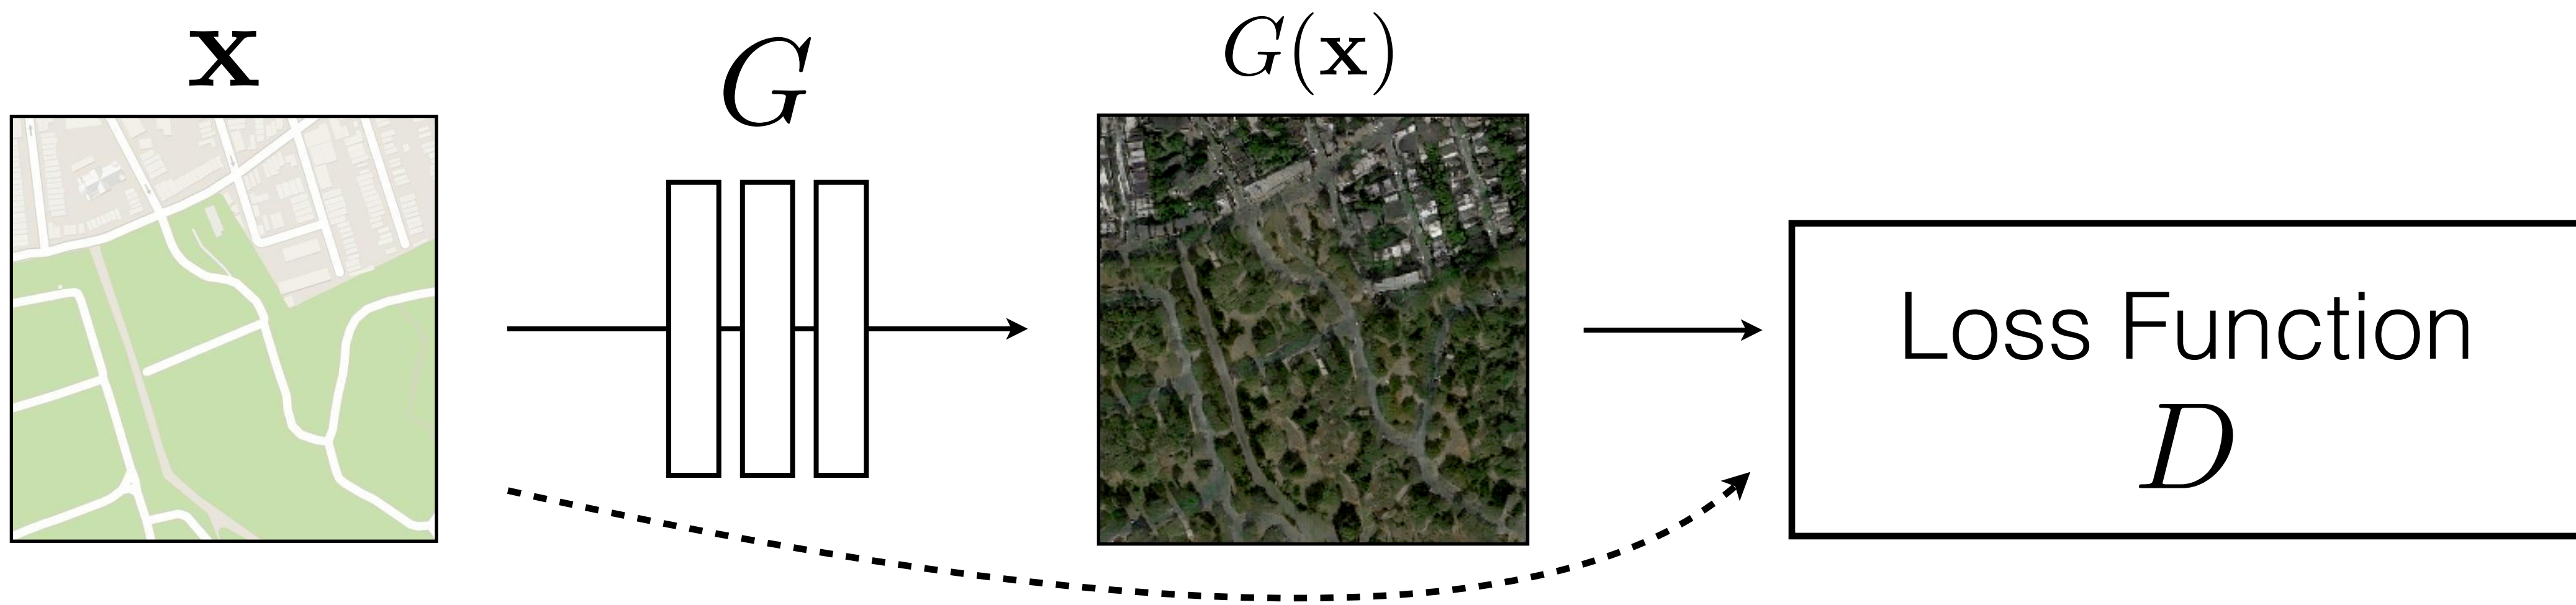 x
G
G(x)
Loss Function
D